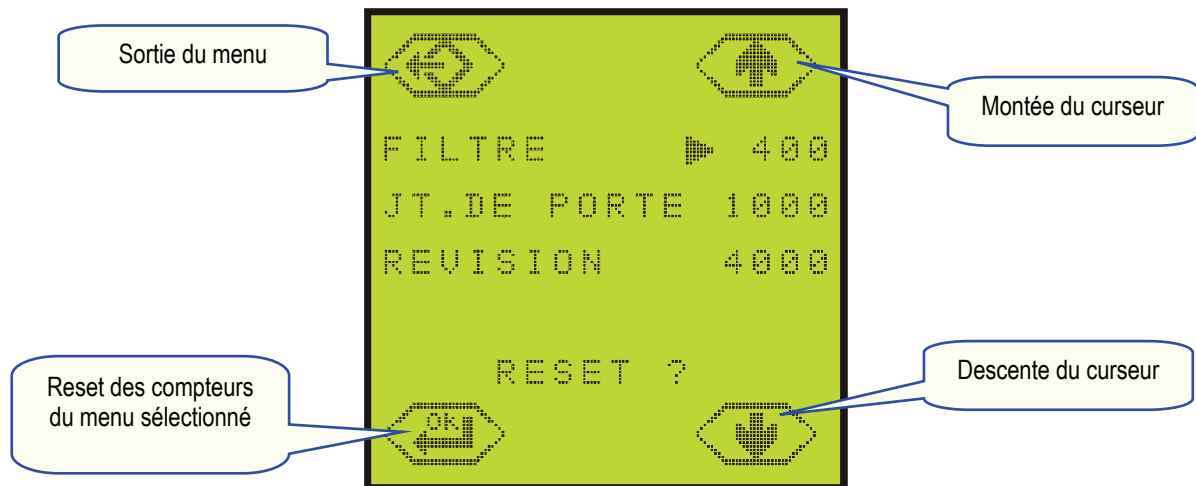 Sortie du menu
Montée du curseur
FILTRE 400
JT.DE PORTE 1000
REVISION 4000
RESET ?
Reset des compteurs
du menu sélectionné
OK
Descente du curseur